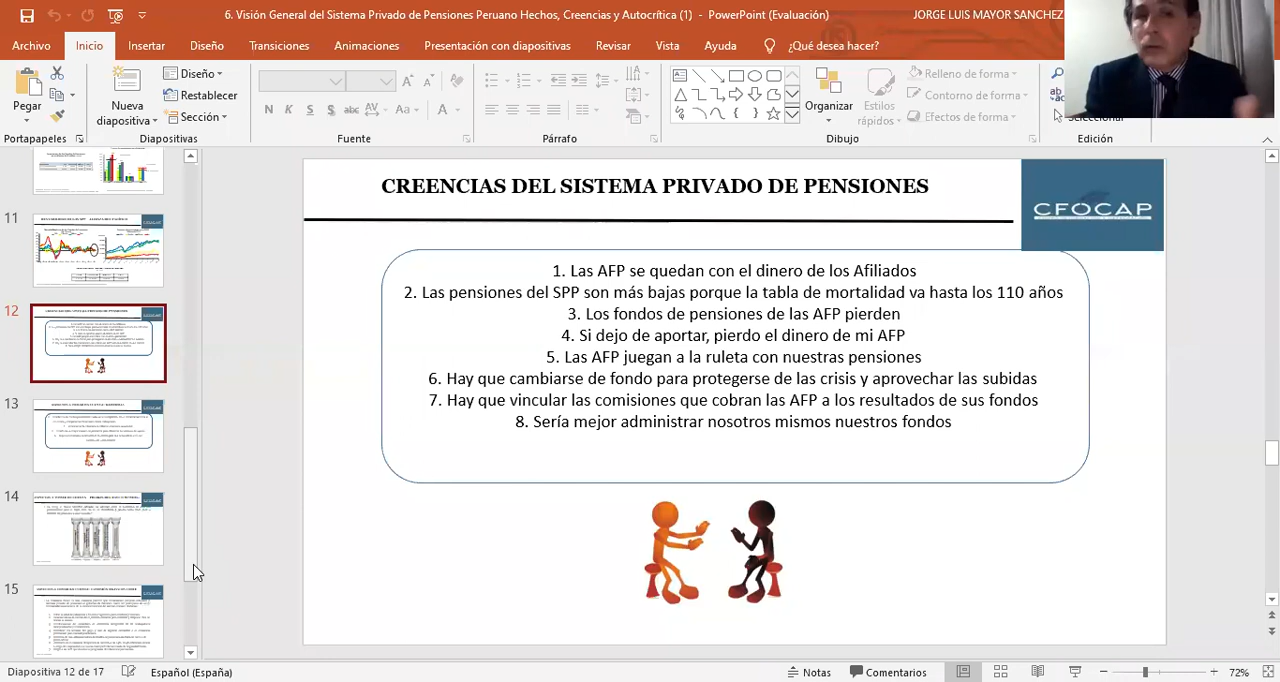 6. Visión General del Sistema Privado de Pensiones Peruano Hechos, Creencias y Autocrítica (1) - PowerPoint (Evaluación)
JORGE LUIS MAYOR SANCHEZ
Archivo
Inicio
Insertar
Diseño
Transiciones
Animaciones
Presentación con diapositivas
Revisar
Vista
Ayuda
¿Qué desea hacer?
Pegar
Nueva
diapositiva
Diseño
Restablecer
Sección
N K S S abc AV Aa A
Organizar
Estilos
rápidos
Relleno de forma
Contorno de forma
Efectos de forma
Seleccionar
Portapapeles
Diapositivas
Fuente
Párrafo
Dibujo
Edición
11
12
13
14
15
CREENCIAS DEL SISTEMA PRIVADO DE PENSIONES
CFOCAP
1. Las AFP se quedan con el dinero de los Afiliados
2. Las pensiones del SPP son más bajas porque la tabla de mortalidad va hasta los 110 años
3. Los fondos de pensiones de las AFP pierden
4. Si dejo de aportar, pierdo el dinero de mi AFP
5. Las AFP juegan a la ruleta con nuestras pensiones
6. Hay que cambiarse de fondo para protegerse de las crisis y aprovechar las subidas
7. Hay que vincular las comisiones que cobran las AFP a los resultados de sus fondos
8. Sería mejor administrar nosotros mismos nuestros fondos
Diapositiva 12 de 17
Español (España)
Notas
Comentarios
72%